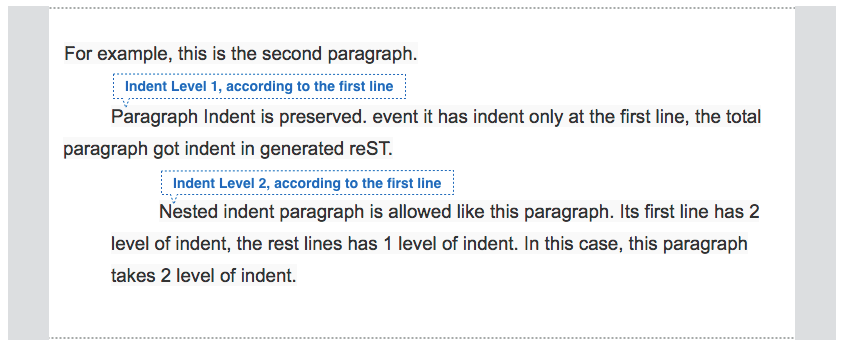 For example, this is the second paragraph.
Indent Level 1, according to the first line
Paragraph Indent is preserved. event it has indent only at the first line, the total
paragraph got indent in generated reST.
Indent Level 2, according to the first line
Nested indent paragraph is allowed like this paragraph. Its first line has 2
level of indent, the rest lines has 1 level of indent. In this case, this paragraph
takes 2 level of indent.